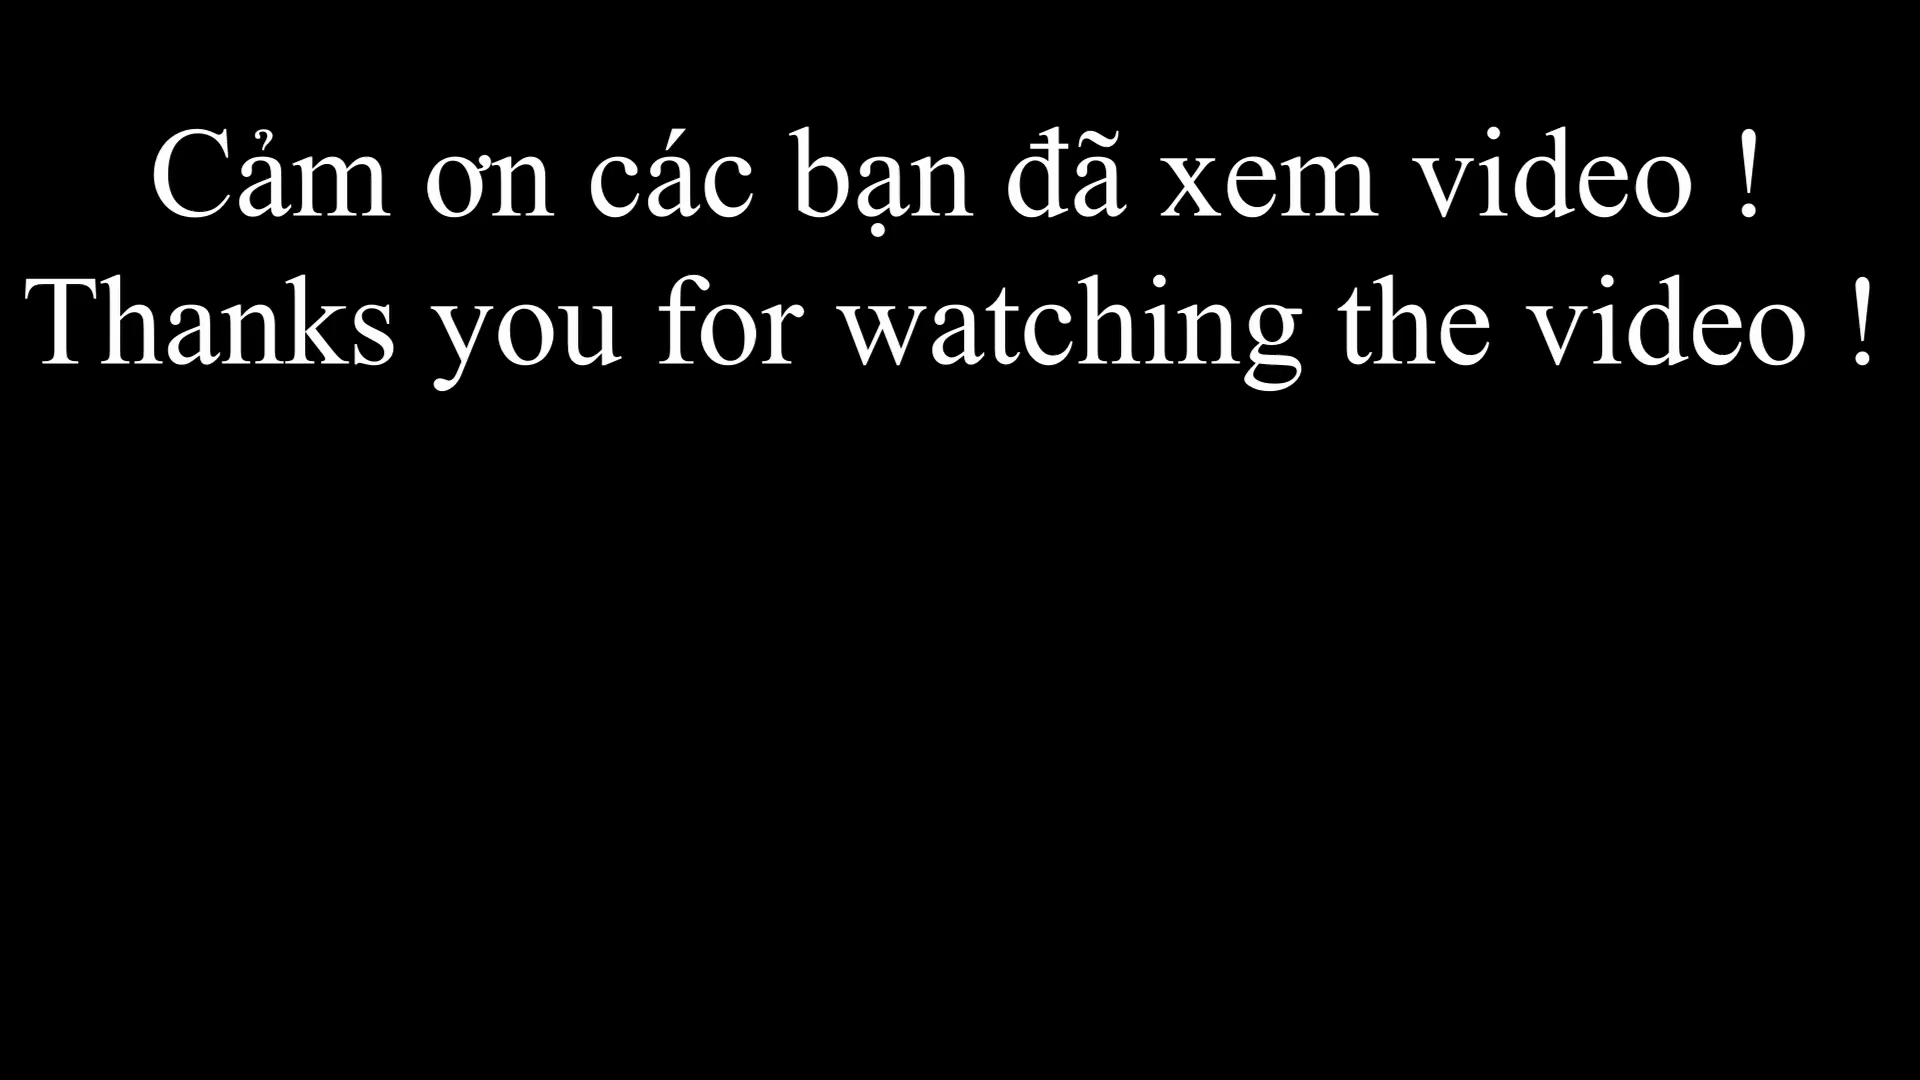 Cảm ơn các bạn đã xem video !
Thanks you for watching the video !